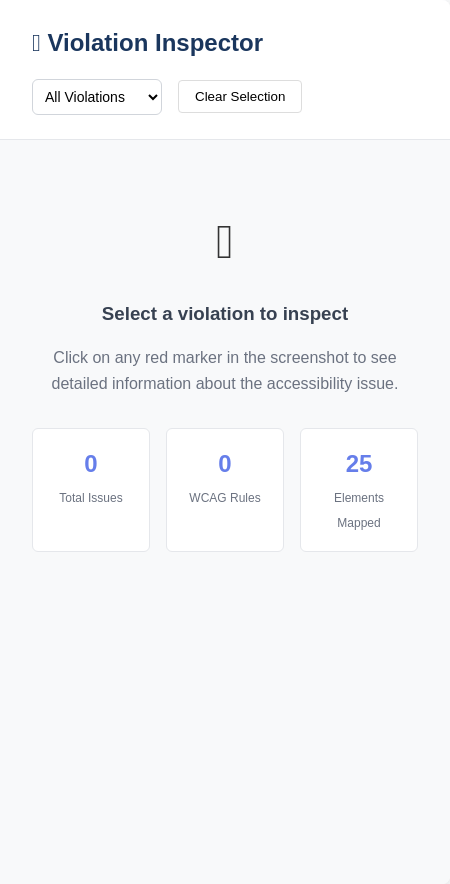 Violation Inspector
All Violations
Clear Selection
Select a violation to inspect
Click on any red marker in the screenshot to see
detailed information about the accessibility issue.
0
Total Issues
0
WCAG Rules
25
Elements
Mapped